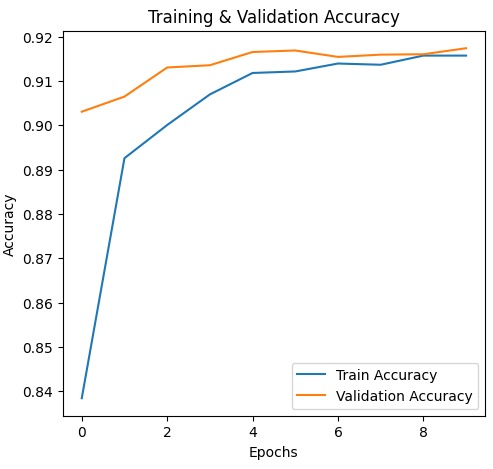 Training & Validation Accuracy
0.92
0.91
0.90
0.89
0.88
0.87
0.86
0.85
0.84
Accuracy
Train Accuracy
Validation Accuracy
0 2 4 6 8
Epochs